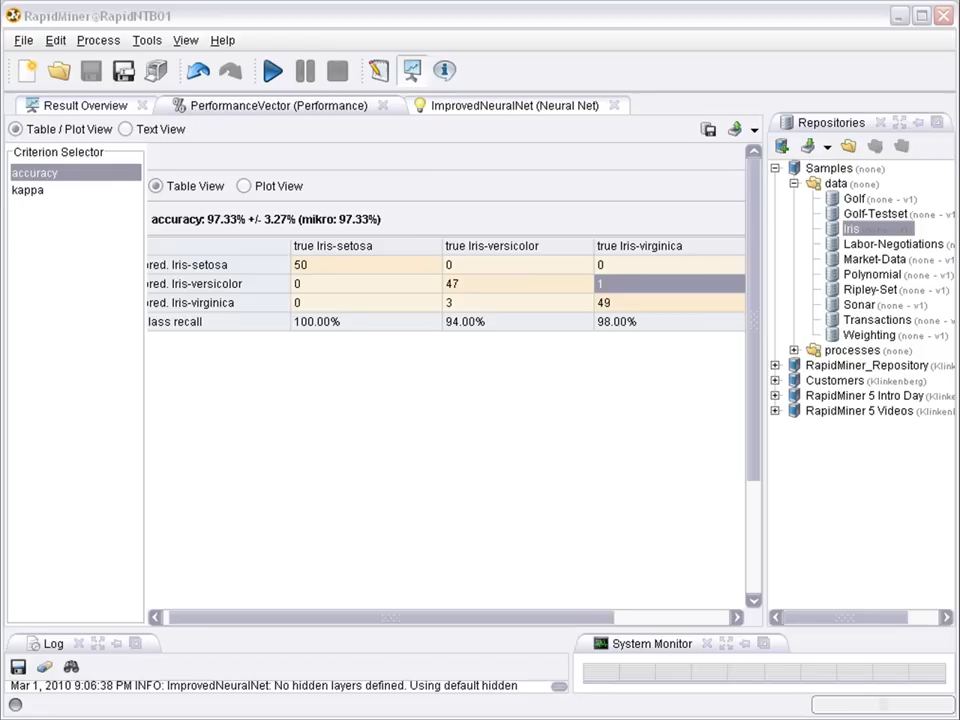 RapidMiner@RapidNTB01
File Edit Process Tools View Help
Result Overview PerformanceVector (Performance) ImprovedNeuralNet (Neural Net)
Table / Plot View Text View
Criterion Selector
accuracy
kappa
Table View Plot View
accuracy: 97.33% +/- 3.27% (mikro: 97.33%)
true Iris-setosa true Iris-versicolor true Iris-virginica
pred. Iris-setosa 50 0 0
pred. Iris-versicolor 0 47 1
pred. Iris-virginica 0 3 49
lass recall 100.00% 94.00% 98.00%
Repositories
Samples (none)
data (none)
Golf (none - v1)
Golf-Testset (none - v
Iris (none - v1)
Labor-Negotiations (n
Market-Data (none - v1
Polynomial (none - v1)
Ripley-Set (none - v1)
Sonar (none - v1)
Transactions (none - v
Weighting (none - v1)
processes (none)
RapidMiner_Repository (Klink
Customers (Klinkenberg)
RapidMiner 5 Intro Day (Klinke
RapidMiner 5 Videos (Klinkent
Log
Mar 1, 2010 9:06:38 PM INFO: ImprovedNeuralNet: No hidden layers defined. Using default hidden
System Monitor